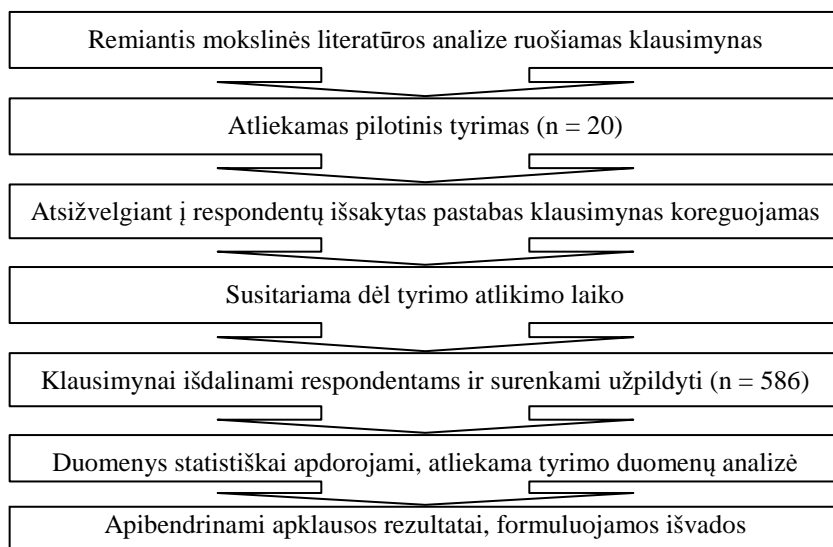 Remiantis mokslinės literatūros analize ruošiamas klausimynas
Atliekamas pilotinis tyrimas (n = 20)
Atsižvelgiant į respondentų išsakytas pastabas klausimynas koreguojamas
Susitariama dėl tyrimo atlikimo laiko
Klausimynai išdalinami respondentams ir surenkami užpildyti (n = 586)
Duomenys statistiškai apdorojami, atliekama tyrimo duomenų analizė
Apibendrinami apklausos rezultatai, formuluojamos išvados